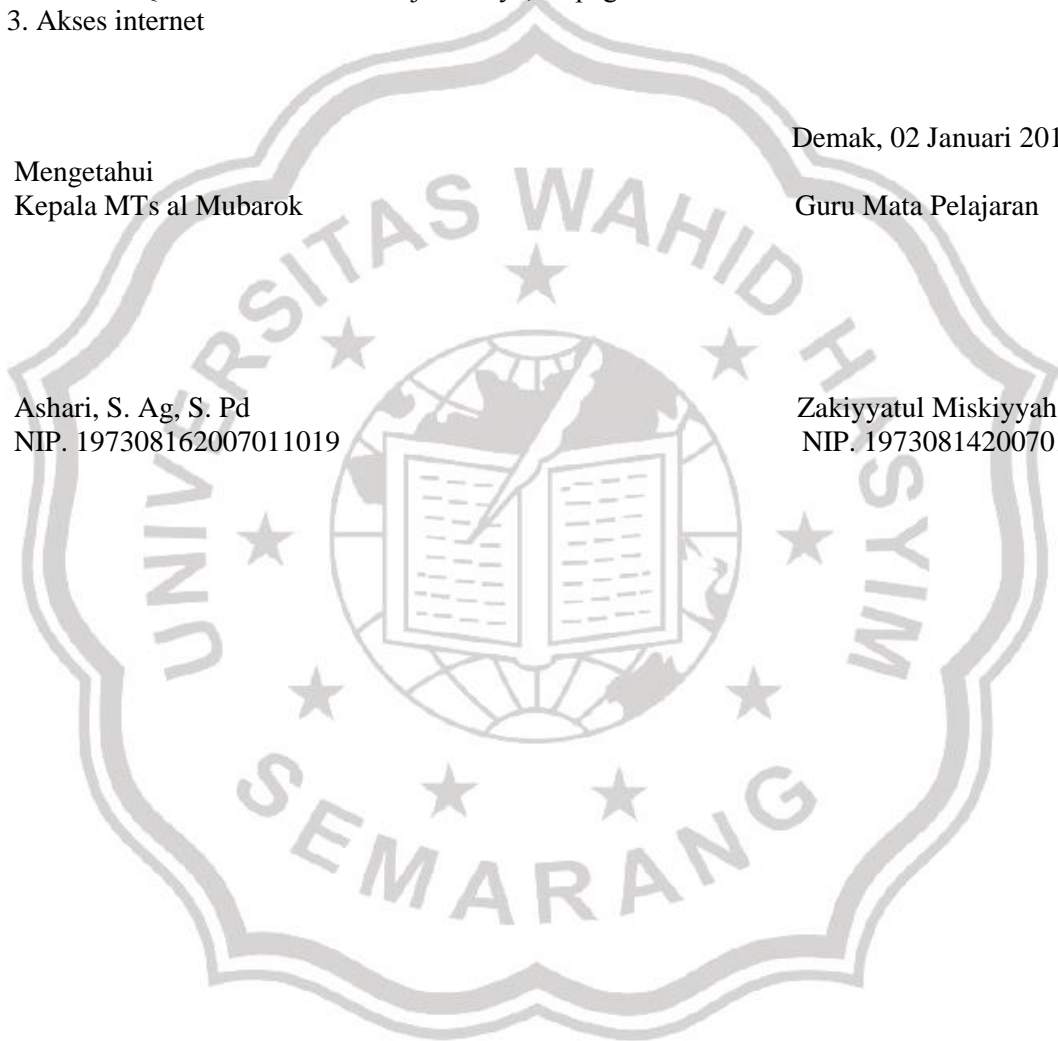 3. Akses internet
Demak, 02 Januari 201
Mengetahui
Kepala MTs al Mubarok Guru Mata Pelajaran
Ashari, S. Ag, S. Pd Zakiyyatul Miskiyyah
NIP. 197308162007011019 NIP. 1973081420070
UNIVERSITAS WAHID HASYIM
SEMARANG